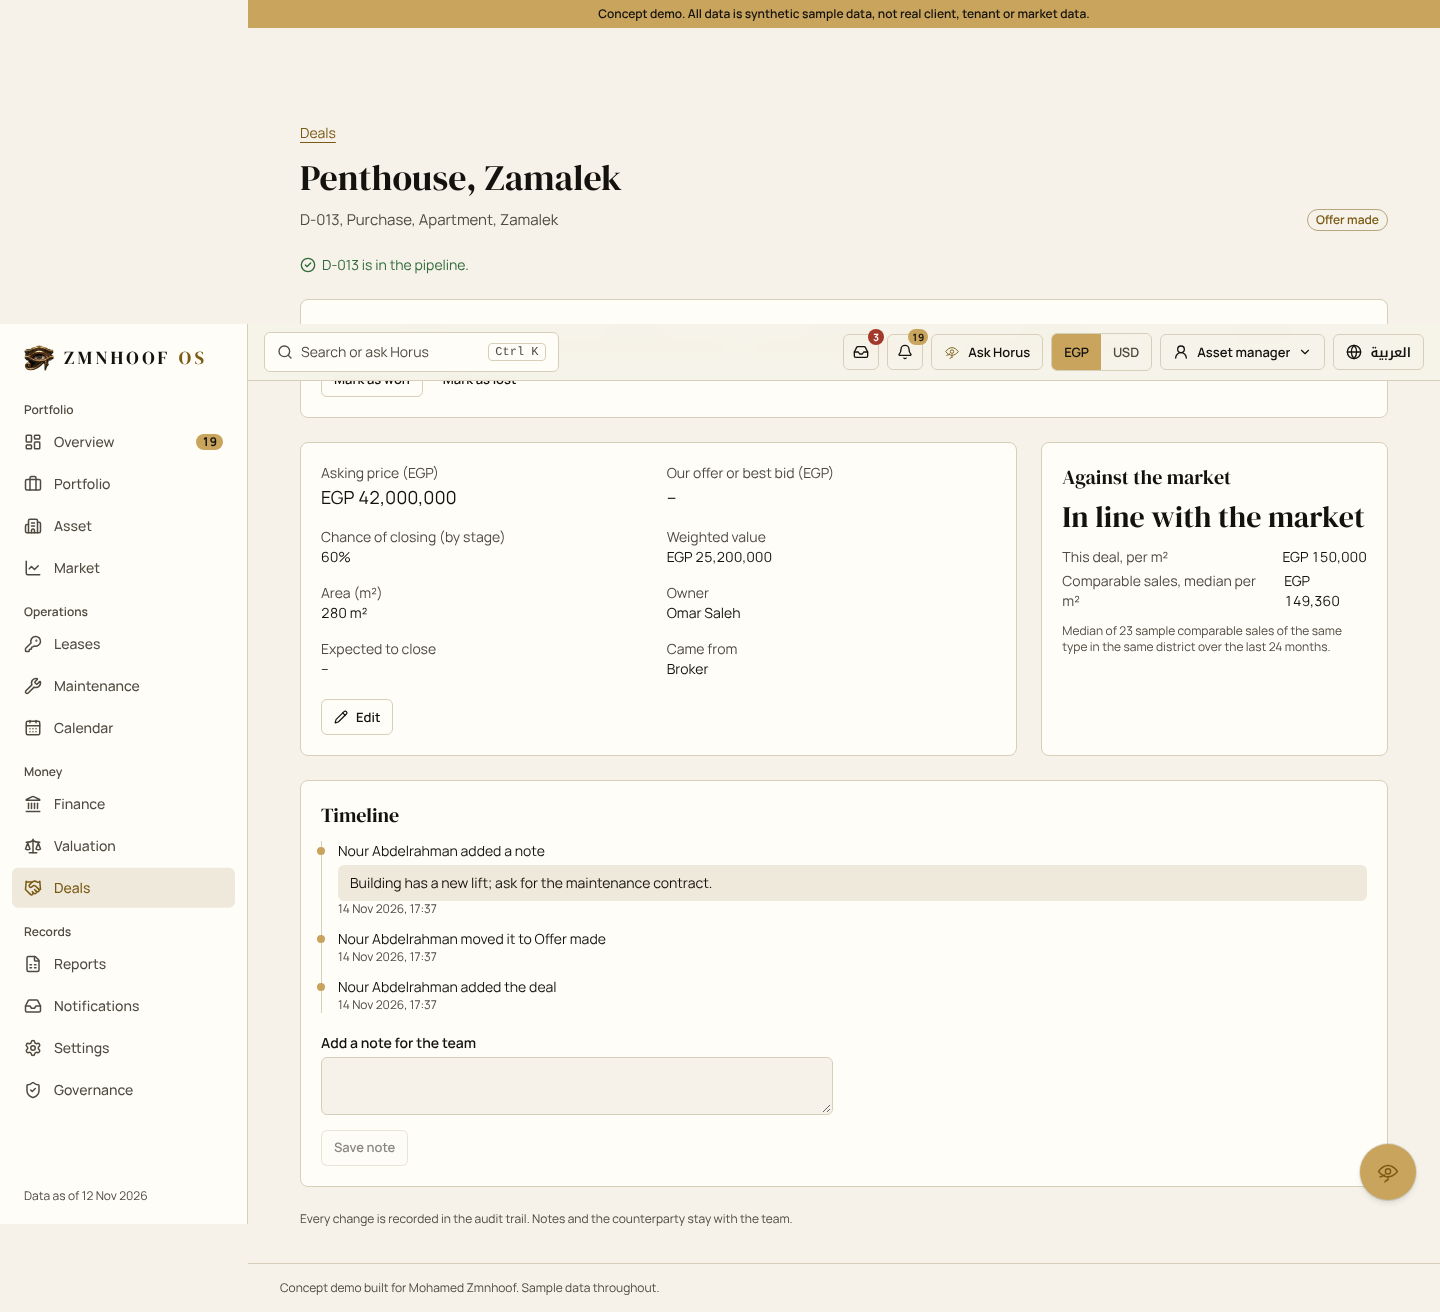 Concept demo. All data is synthetic sample data, not real client, tenant or market data.
Deals
Penthouse, Zamalek
D-013, Purchase, Apartment, Zamalek
Offer made
D-013 is in the pipeline.
ZMNHOOF OS
Search or ask Horus
Ctrl K
3
19
Ask Horus
EGP
USD
Asset manager
العربية
Mark as won
Mark as lost
Portfolio
Overview
19
Portfolio
Asset
Market
Operations
Leases
Maintenance
Calendar
Money
Finance
Valuation
Deals
Records
Reports
Notifications
Settings
Governance
Data as of 12 Nov 2026
Asking price (EGP)
EGP 42,000,000
Our offer or best bid (EGP)
–
Chance of closing (by stage)
60%
Weighted value
EGP 25,200,000
Area (m²)
280 m²
Owner
Omar Saleh
Expected to close
–
Came from
Broker
Edit
Against the market
In line with the market
This deal, per m²
EGP 150,000
Comparable sales, median per
m²
EGP
149,360
Median of 23 sample comparable sales of the same
type in the same district over the last 24 months.
Timeline
Nour Abdelrahman added a note
Building has a new lift; ask for the maintenance contract.
14 Nov 2026, 17:37
Nour Abdelrahman moved it to Offer made
14 Nov 2026, 17:37
Nour Abdelrahman added the deal
14 Nov 2026, 17:37
Add a note for the team
Save note
Every change is recorded in the audit trail. Notes and the counterparty stay with the team.
Concept demo built for Mohamed Zmnhoof. Sample data throughout.